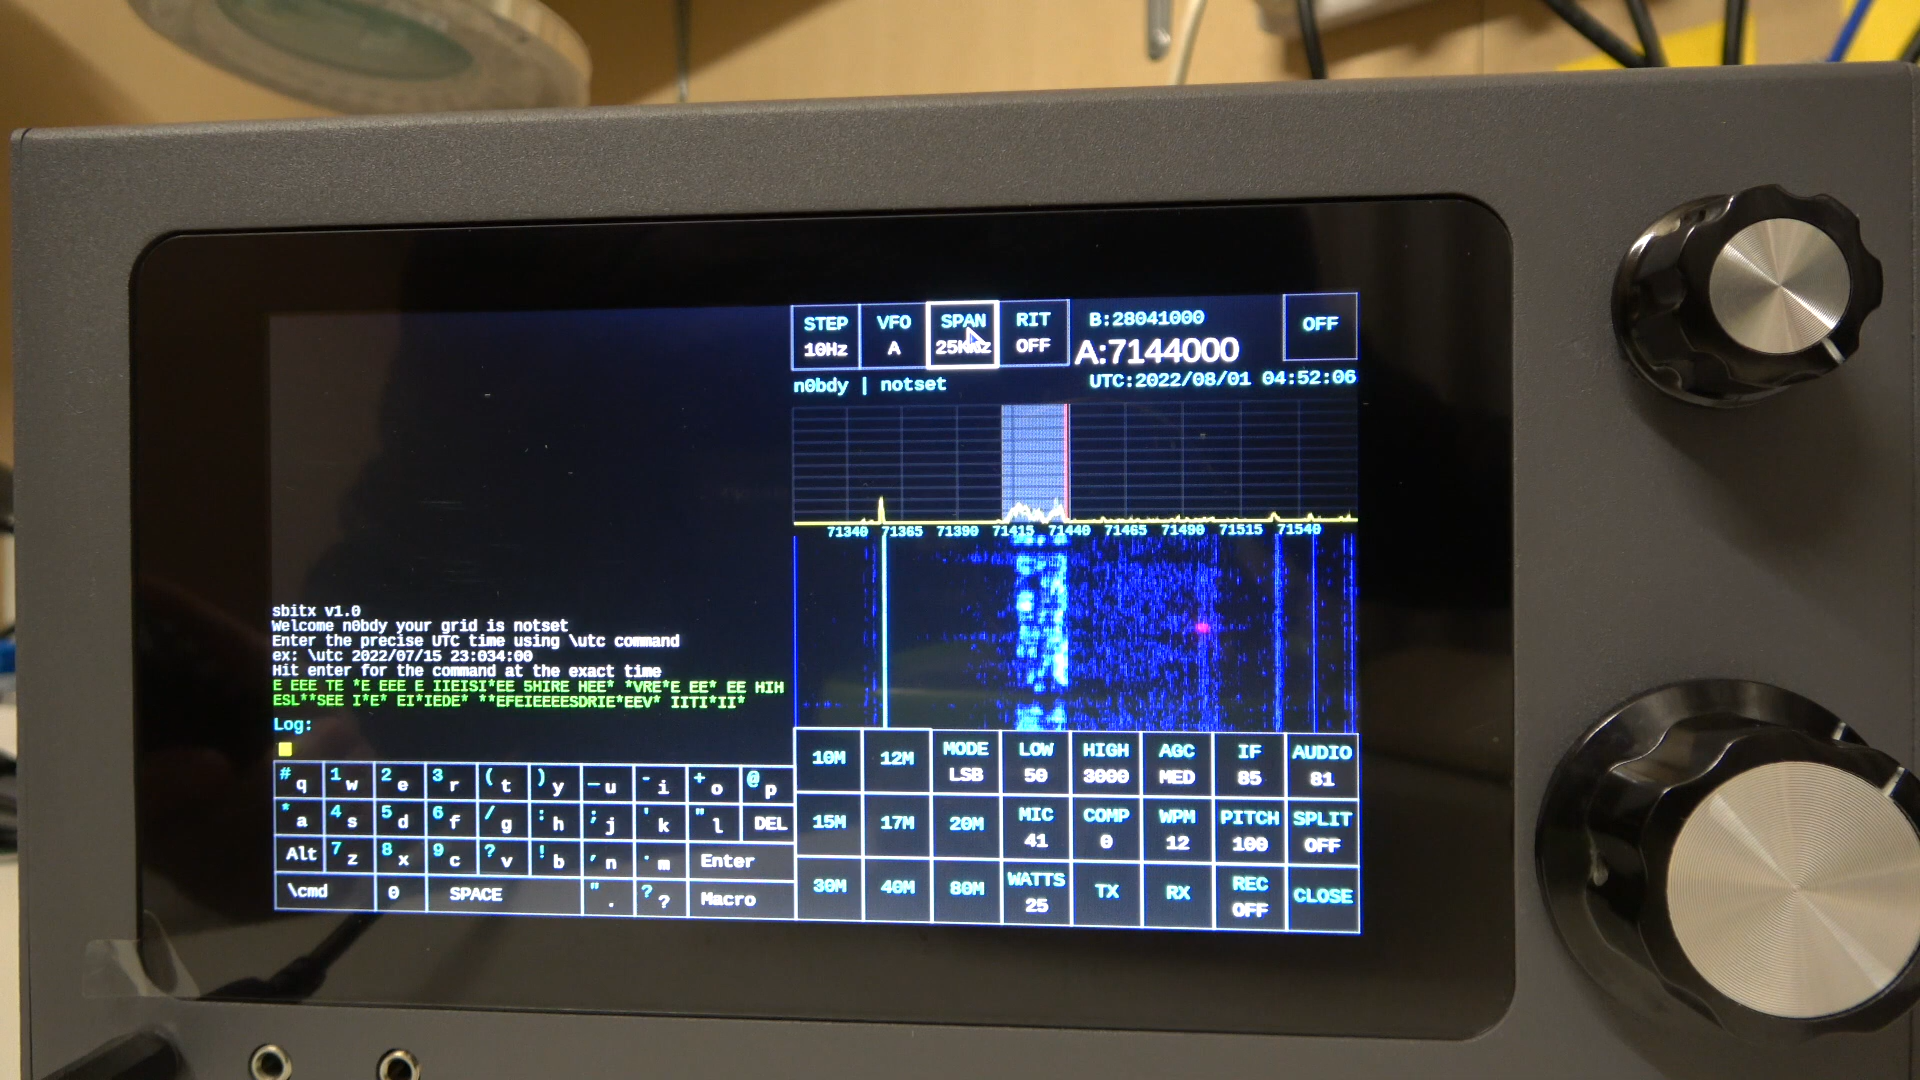 STEP VFO SPAN RIT B:28041000 OFF
10Hz A 25KHz OFF A:7144000
n0bdy | notset UTC:2022/08/01 04:52:06
71340 71365 71390 71415 71440 71465 71490 71515 71540
sbitx v1.0
Welcome n0bdy your grid is notset
Enter the precise UTC time using \utc command
ex: \utc 2022/07/15 23:034:00
Hit enter for the command at the exact time
E EEE TE *E EEE E IIEISI*EE 5HIRE HEE* *VRE*E EE* EE HIH
ESL**SEE I*E* EI*IEDE* **EFEIEEEESDRIE*EEV* IITI*II*
Log:
# q 1 w 2 e 3 r ( t ) y _ u - i + o @ p
* a 4 s 5 d 6 f / g : h ; j ' k " l DEL
Alt 7 z 8 x 9 c ? v ! b , n . m Enter
\cmd 0 SPACE " . ? ? Macro
10M 12M MODE LOW HIGH AGC IF AUDIO
LSB 50 3000 MED 85 81
15M 17M 20M MIC COMP WPM PITCH SPLIT
41 0 12 100 OFF
30M 40M 80M WATTS TX RX REC CLOSE
25 OFF